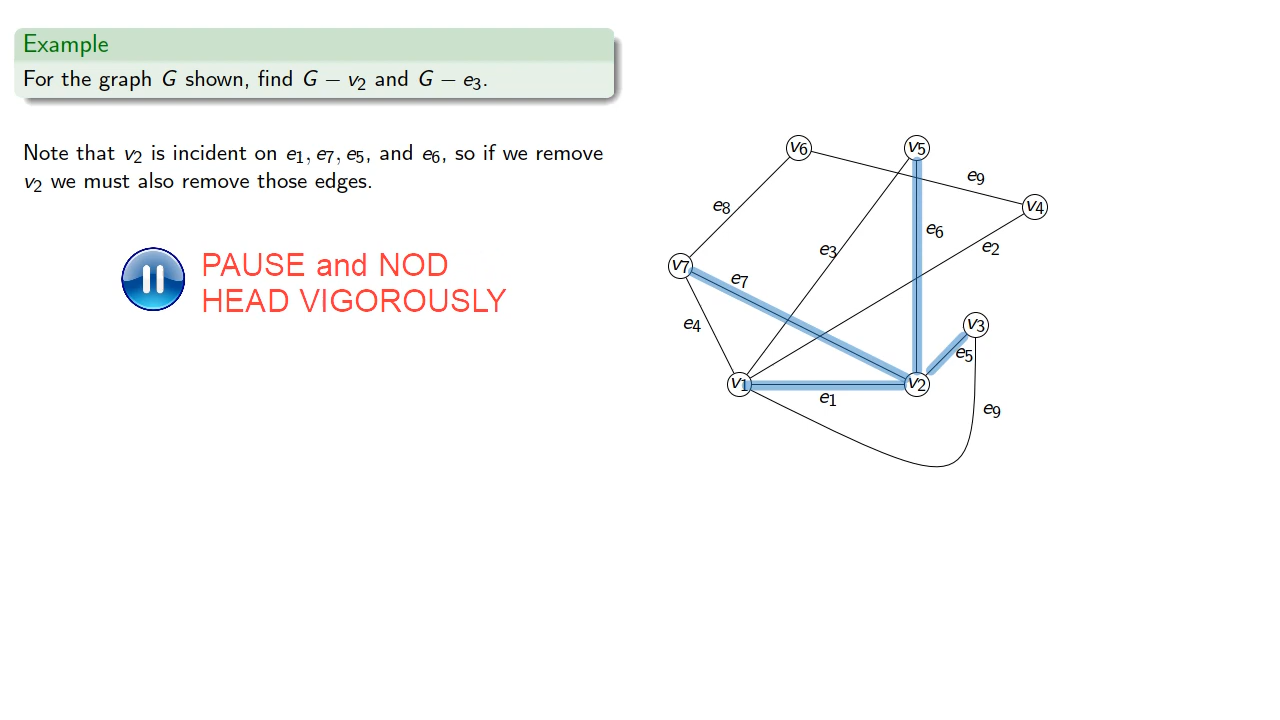 Example
For the graph G shown, find G − v2 and G − e3.
Note that v2 is incident on e1, e7, e5, and e6, so if we remove
v2 we must also remove those edges.
PAUSE and NOD
HEAD VIGOROUSLY
v6
v5
e9
v4
e8
e6
e2
e3
v7
e7
e4
v3
e5
v1
v2
e1
e9